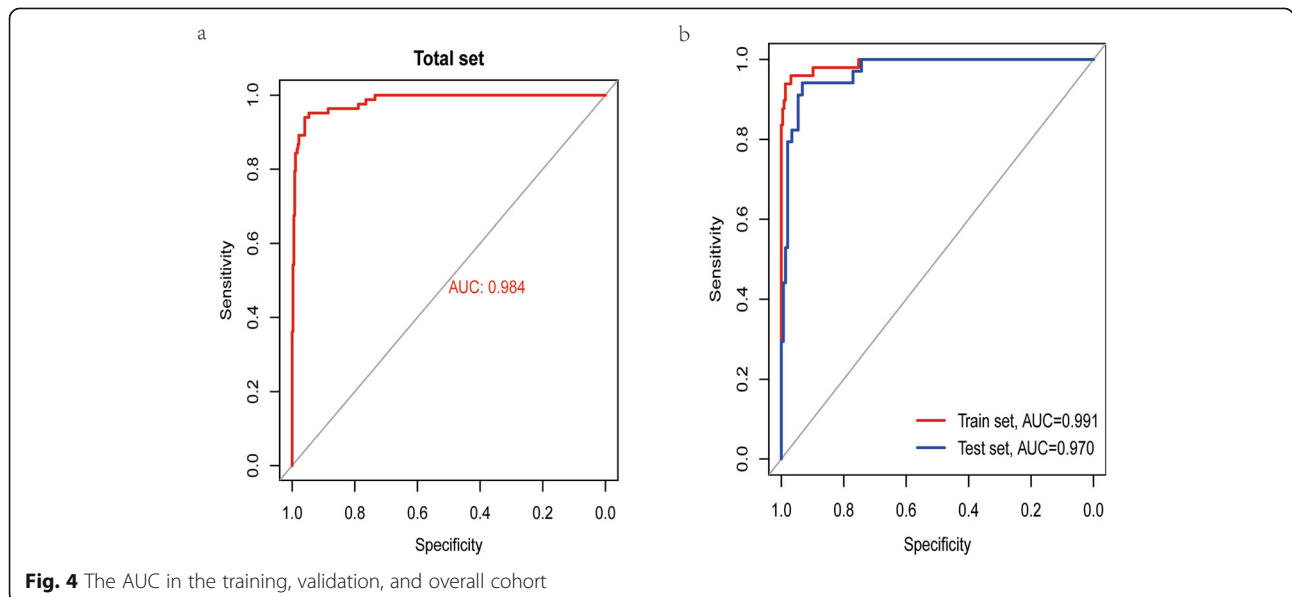 a
Total set
1.0
0.8
0.6
0.4
0.2
0.0
Sensitivity
AUC: 0.984
1.0 0.8 0.6 0.4 0.2 0.0
Specificity
b
1.0
0.8
0.6
0.4
0.2
0.0
Sensitivity
Train set, AUC=0.991
Test set, AUC=0.970
1.0 0.8 0.6 0.4 0.2 0.0
Specificity
Fig. 4 The AUC in the training, validation, and overall cohort